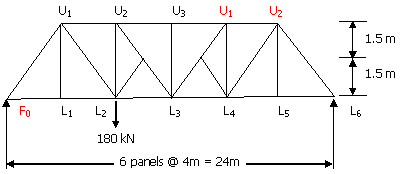 U1 U2 U3 U1 U2
1.5 m
1.5 m
F0 L1 L2 L3 L4 L5 L6
180 kN
6 panels @ 4m = 24m